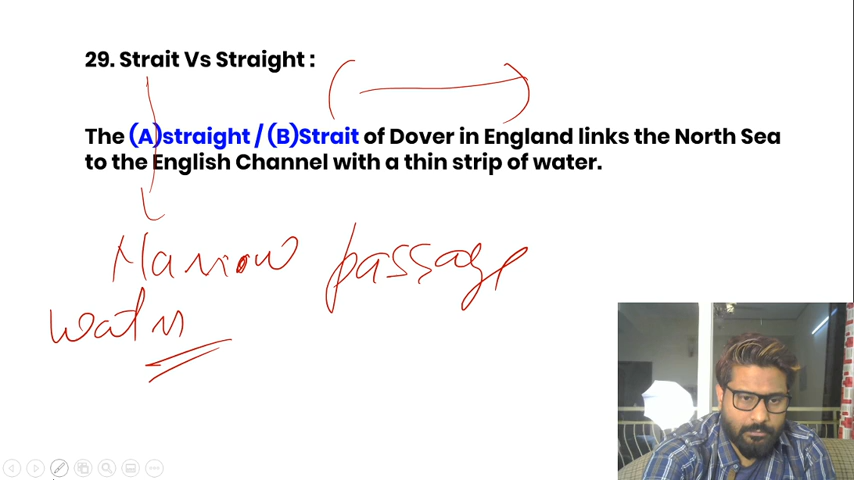 29. Strait Vs Straight :
The (A)straight / (B)Strait of Dover in England links the North Sea
to the English Channel with a thin strip of water.
Narrow passage
water